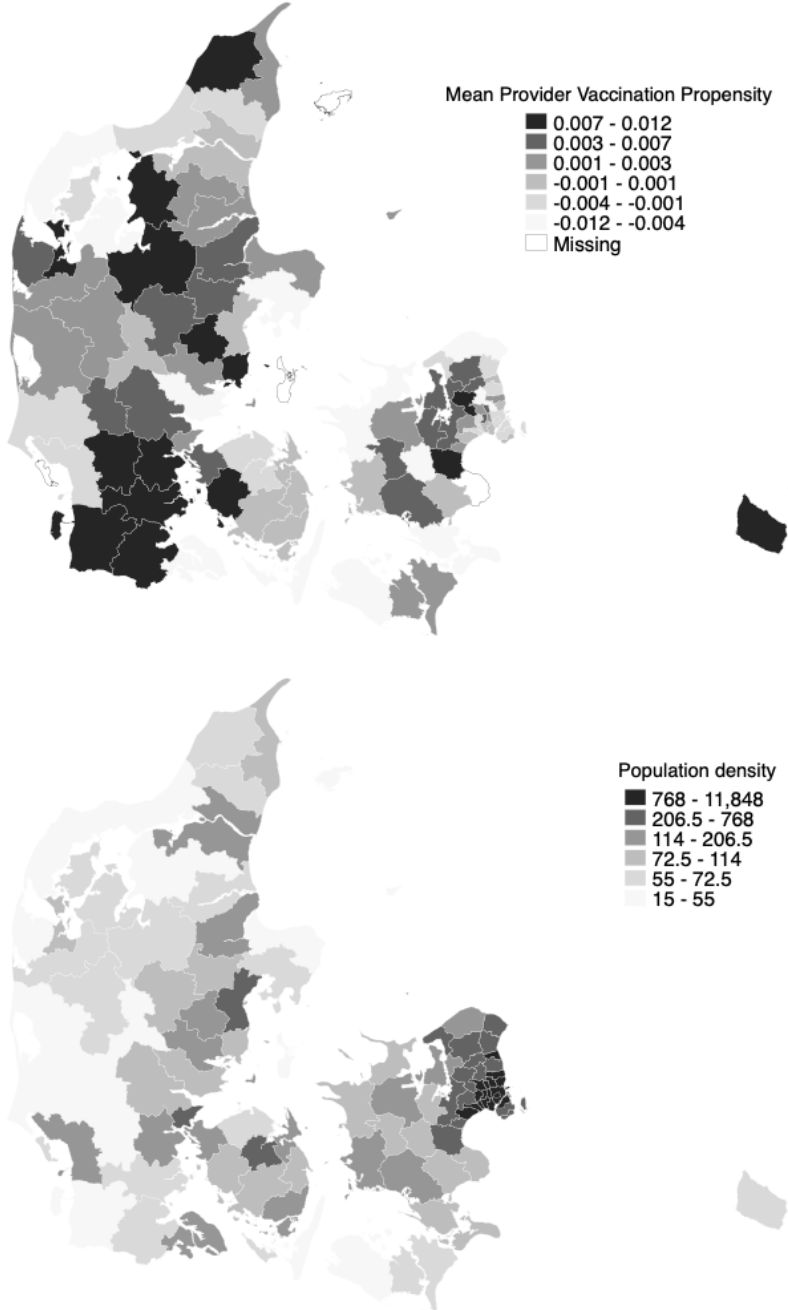 Mean Provider Vaccination Propensity
0.007 - 0.012
0.003 - 0.007
0.001 - 0.003
-0.001 - 0.001
-0.004 - -0.001
-0.012 - -0.004
Missing
Population density
768 - 11,848
206.5 - 768
114 - 206.5
72.5 - 114
55 - 72.5
15 - 55